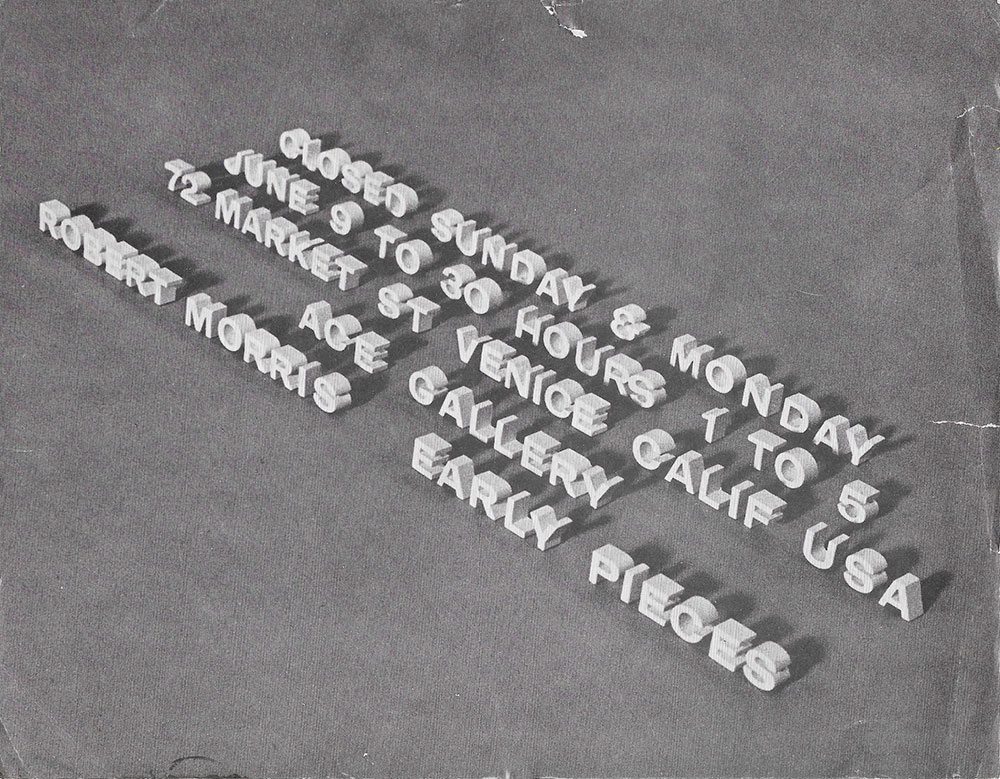 CLOSED SUNDAY & MONDAY
JUNE 9 TO 30 HOURS 1 TO 5
72 MARKET ST VENICE CALIF USA
ACE GALLERY
ROBERT MORRIS EARLY PIECES